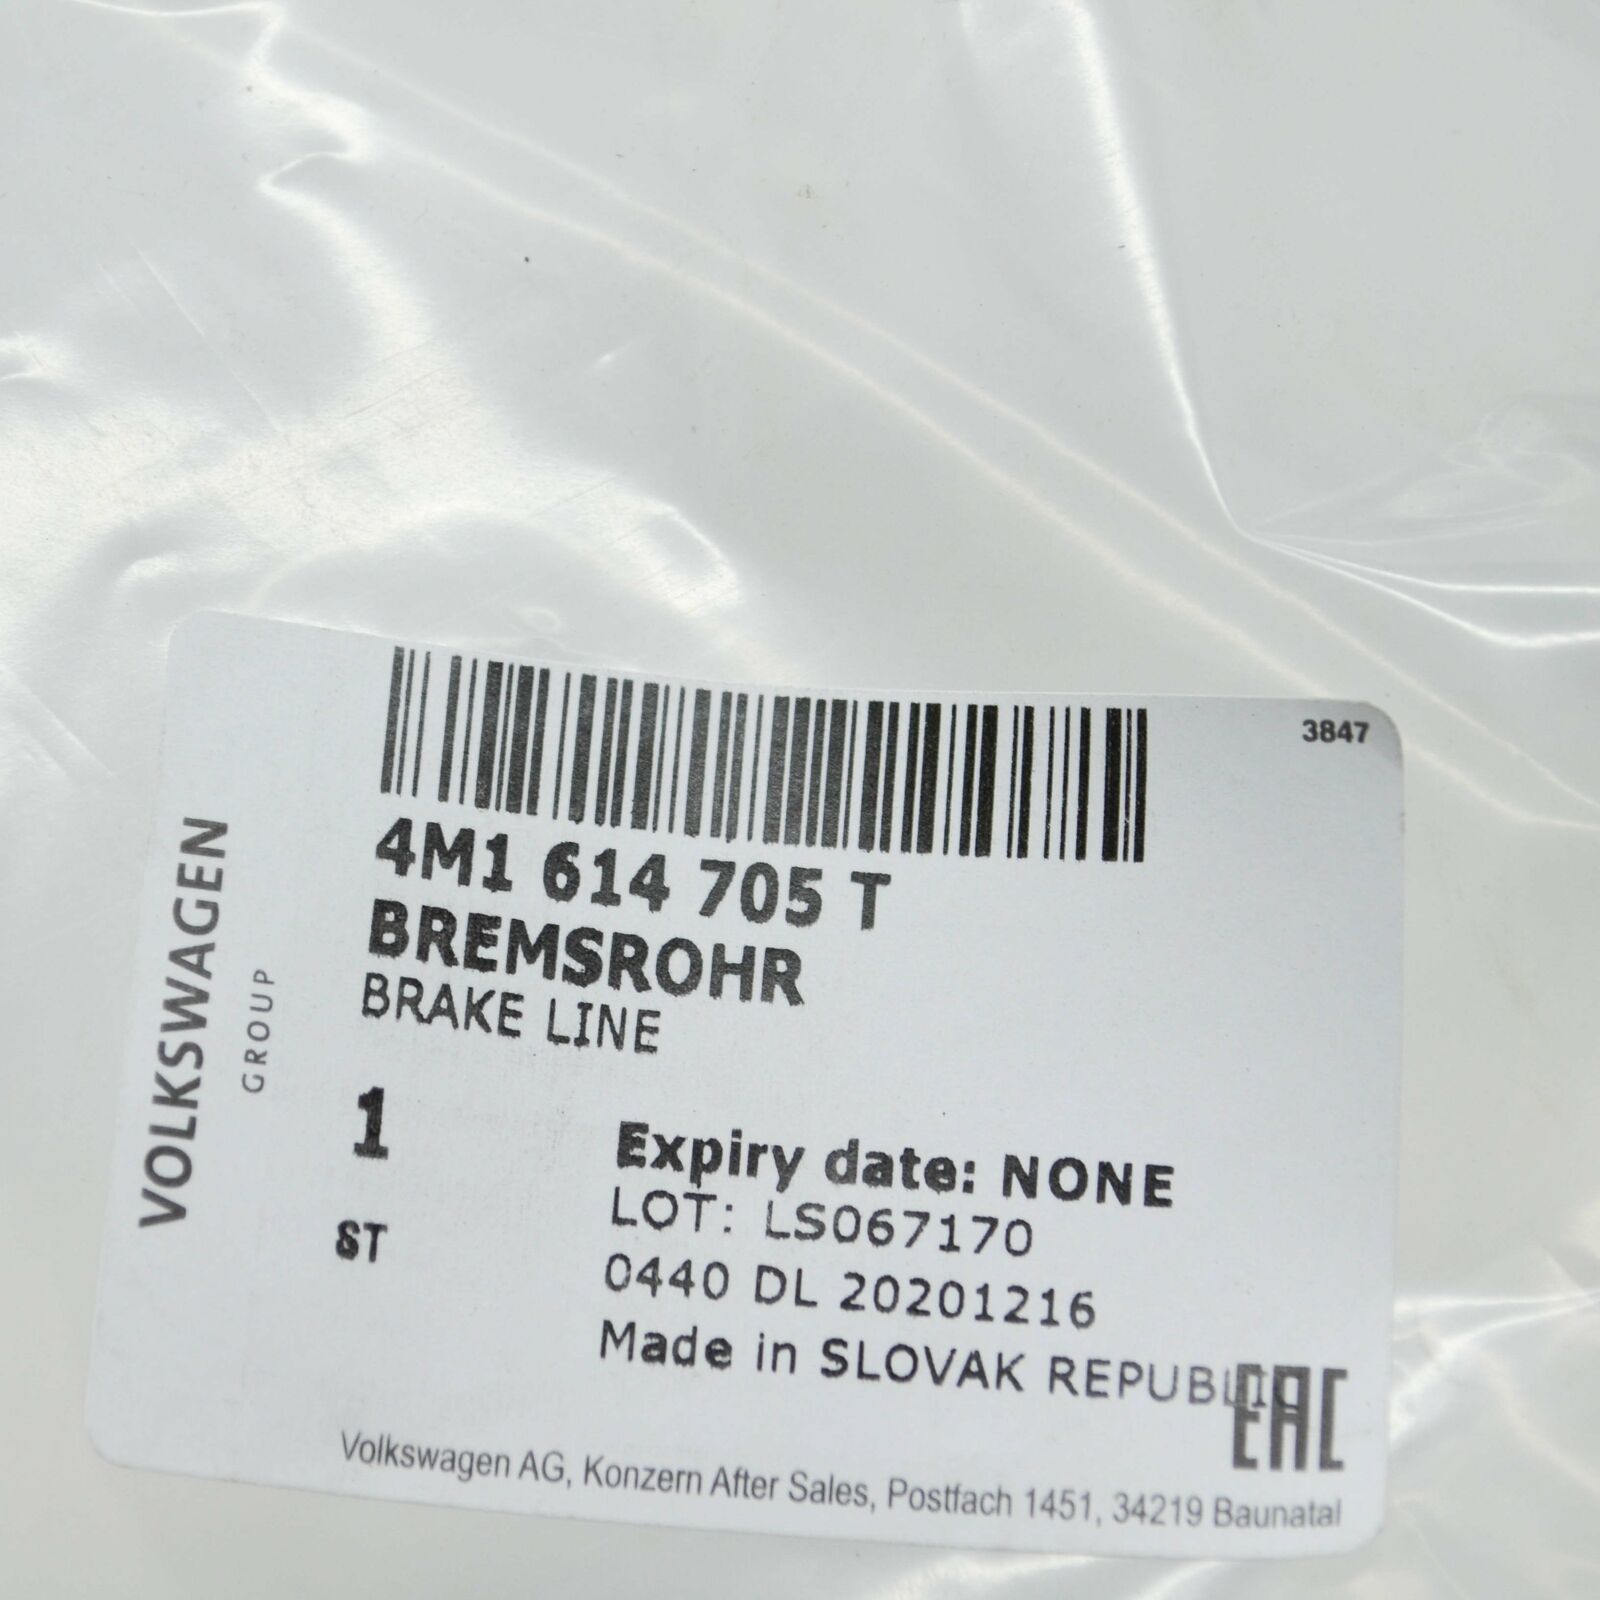 3847
4M1 614 705 T
BREMSROHR
BRAKE LINE
1
ST
Expiry date: NONE
LOT: LS067170
0440 DL 20201216
Made in SLOVAK REPUBLIC
EAC
Volkswagen AG, Konzern After Sales, Postfach 1451, 34219 Baunatal
VOLKSWAGEN
GROUP